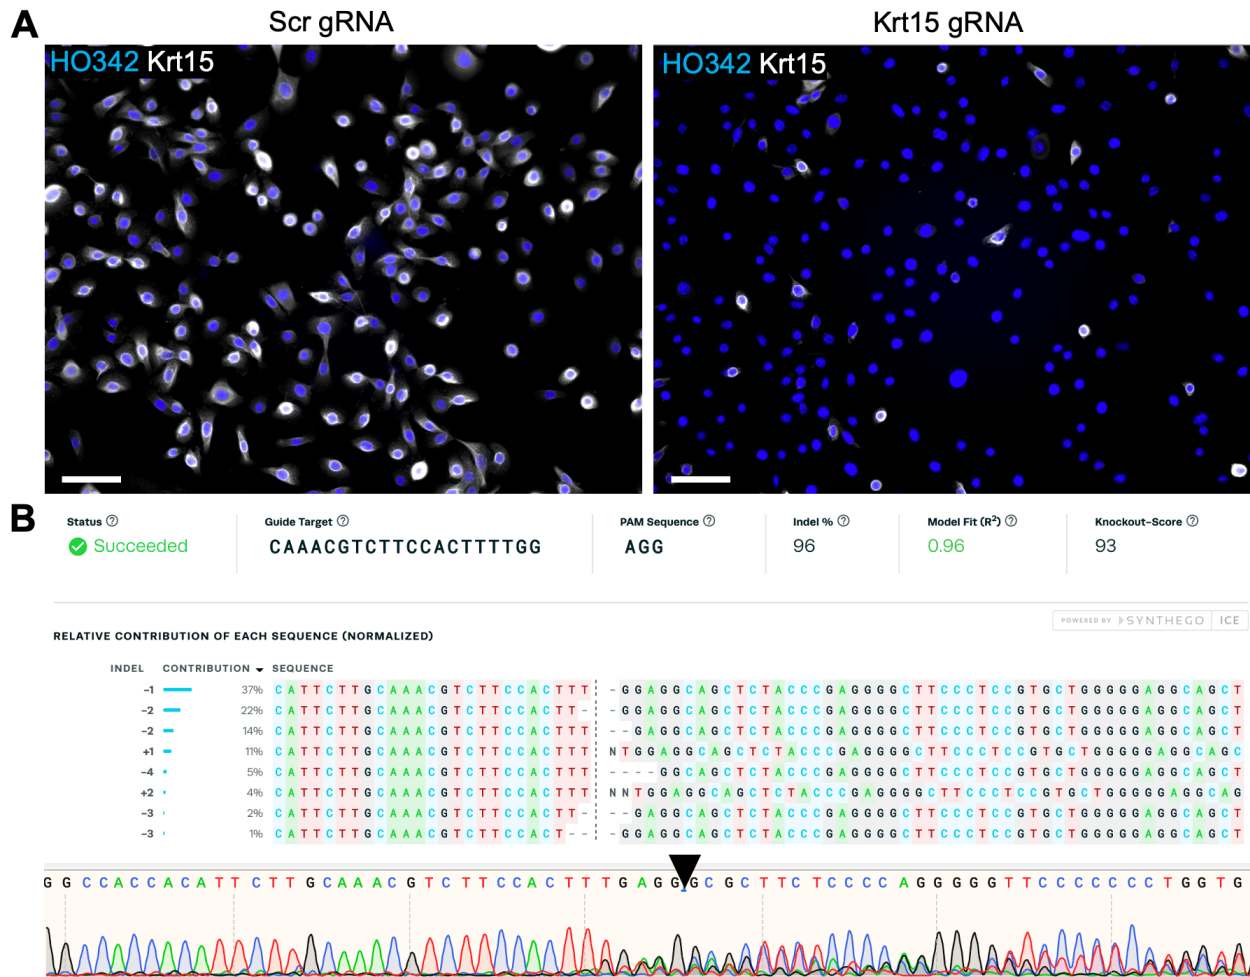 A
Scr gRNA
Krt15 gRNA
HO342 Krt15
HO342 Krt15
B
Status ?
Guide Target ?
PAM Sequence ?
Indel % ?
Model Fit (R²) ?
Knockout-Score ?
Succeeded
CAAACGTCTTCCACTTTTGG
AGG
96
0.96
93
POWERED BY SYNTHEGO ICE
RELATIVE CONTRIBUTION OF EACH SEQUENCE (NORMALIZED)
INDEL CONTRIBUTION SEQUENCE
-1 37% CATTCTTGCAAACGTCTTCCACTTT -GGAGGCAGCTCTACCCGAGGGGCTTCCCTCCGTGCTGGGGGAGGCAGCT
-2 22% CATTCTTGCAAACGTCTTCCACTT- -GGAGGCAGCTCTACCCGAGGGGCTTCCCTCCGTGCTGGGGGAGGCAGCT
-2 14% CATTCTTGCAAACGTCTTCCACTTT --GAGGCAGCTCTACCCGAGGGGCTTCCCTCCGTGCTGGGGGAGGCAGCT
+1 11% CATTCTTGCAAACGTCTTCCACTTT NTGGAGGCAGCTCTACCCGAGGGGCTTCCCTCCGTGCTGGGGGAGGCAGC
-4 5% CATTCTTGCAAACGTCTTCCACTTT ----GGCAGCTCTACCCGAGGGGCTTCCCTCCGTGCTGGGGGAGGCAGCT
+2 4% CATTCTTGCAAACGTCTTCCACTTT NNTGGAGGCAGCTCTACCCGAGGGGCTTCCCTCCGTGCTGGGGGAGGCAG
-3 2% CATTCTTGCAAACGTCTTCCACTT- --GAGGCAGCTCTACCCGAGGGGCTTCCCTCCGTGCTGGGGGAGGCAGCT
-3 1% CATTCTTGCAAACGTCTTCCACT-- -GGAGGCAGCTCTACCCGAGGGGCTTCCCTCCGTGCTGGGGGAGGCAGCT
GGCCACCACATTCTTGCAAACGTCTTCCACTTTGAGGGCGCTTCTCCCCAGGGGGTTCCCCCCCTGGTG